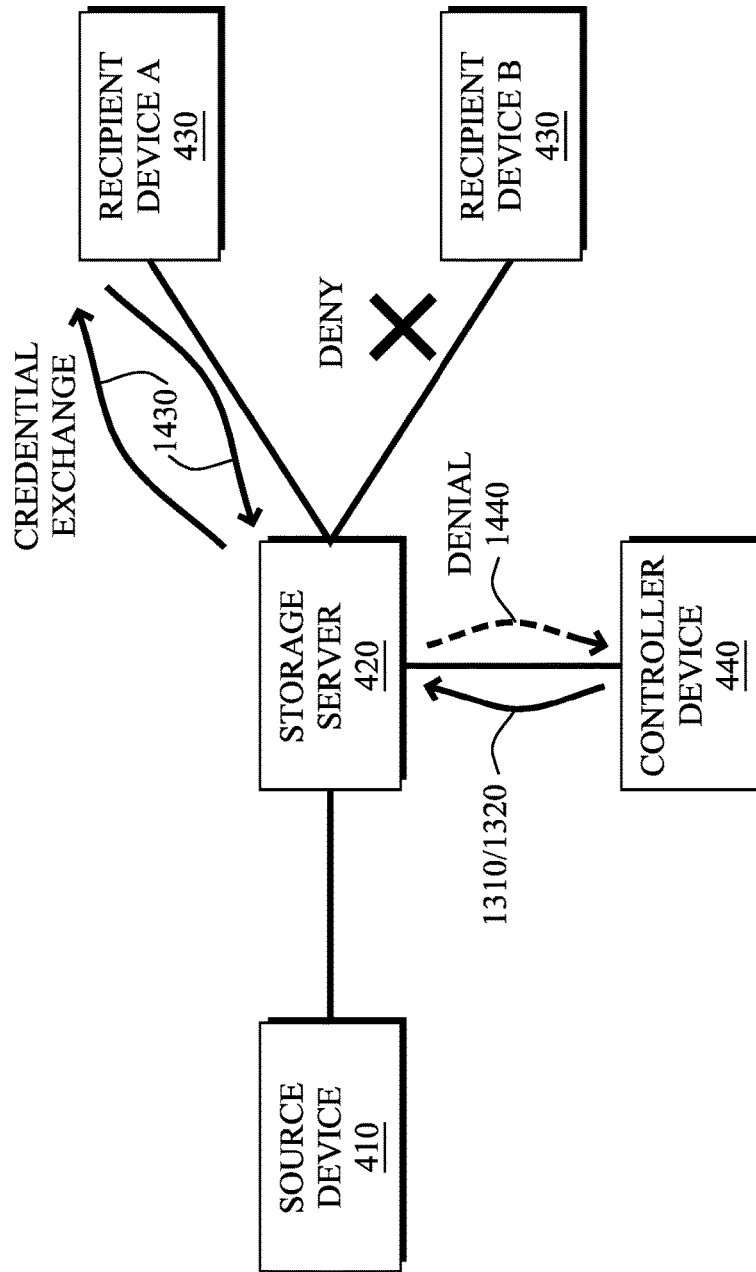 CREDENTIAL
EXCHANGE
1430
RECIPIENT
DEVICE A
430
DENY
RECIPIENT
DEVICE B
430
SOURCE
DEVICE
410
STORAGE
SERVER
420
DENIAL
1440
1310/1320
CONTROLLER
DEVICE
440